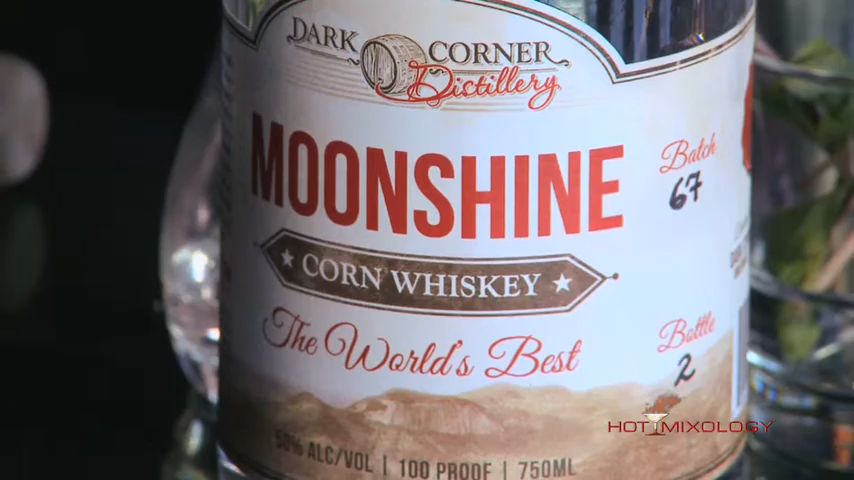 DARK CORNER
Distillery
MOONSHINE
Batch
67
CORN WHISKEY
The World's Best
Bottle
2
50% ALC/VOL | 100 PROOF | 750ML
HOT MIXOLOGY